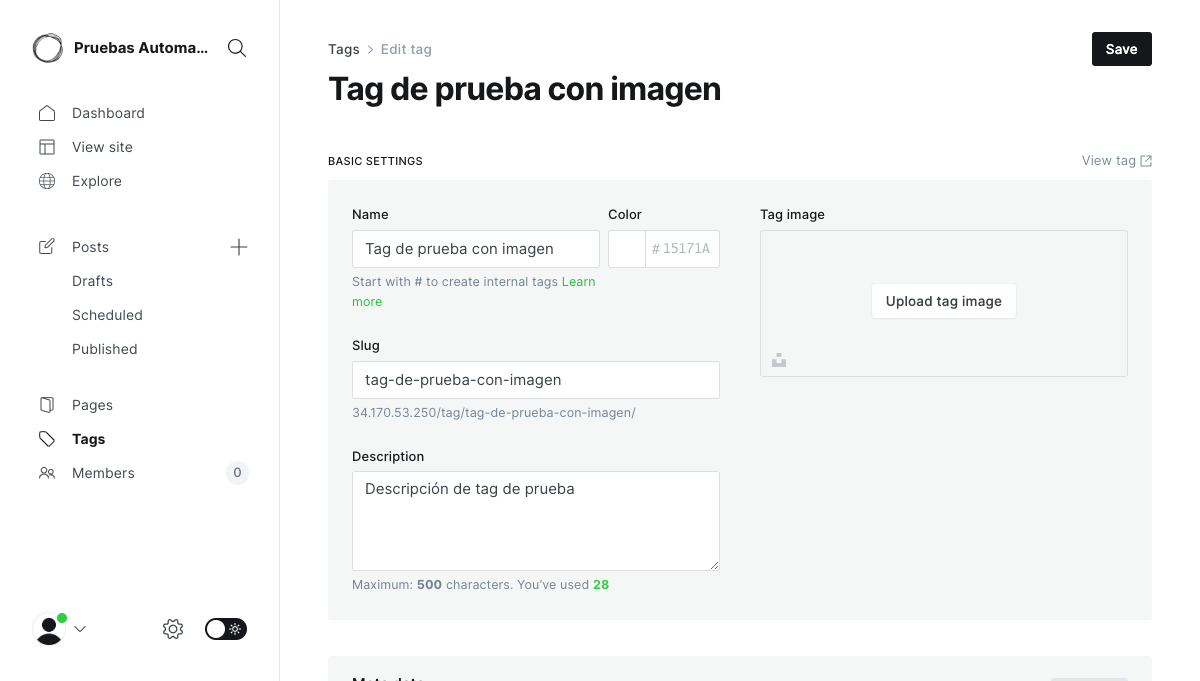 Pruebas Automa...
Dashboard
View site
Explore
Posts
Drafts
Scheduled
Published
Pages
Tags
Members
0
Tags > Edit tag
Save
Tag de prueba con imagen
BASIC SETTINGS
View tag
Name
Tag de prueba con imagen
Start with # to create internal tags Learn
more
Color
# 15171A
Slug
tag-de-prueba-con-imagen
34.170.53.250/tag/tag-de-prueba-con-imagen/
Description
Descripción de tag de prueba
Maximum: 500 characters. You’ve used 28
Tag image
Upload tag image
Meta data